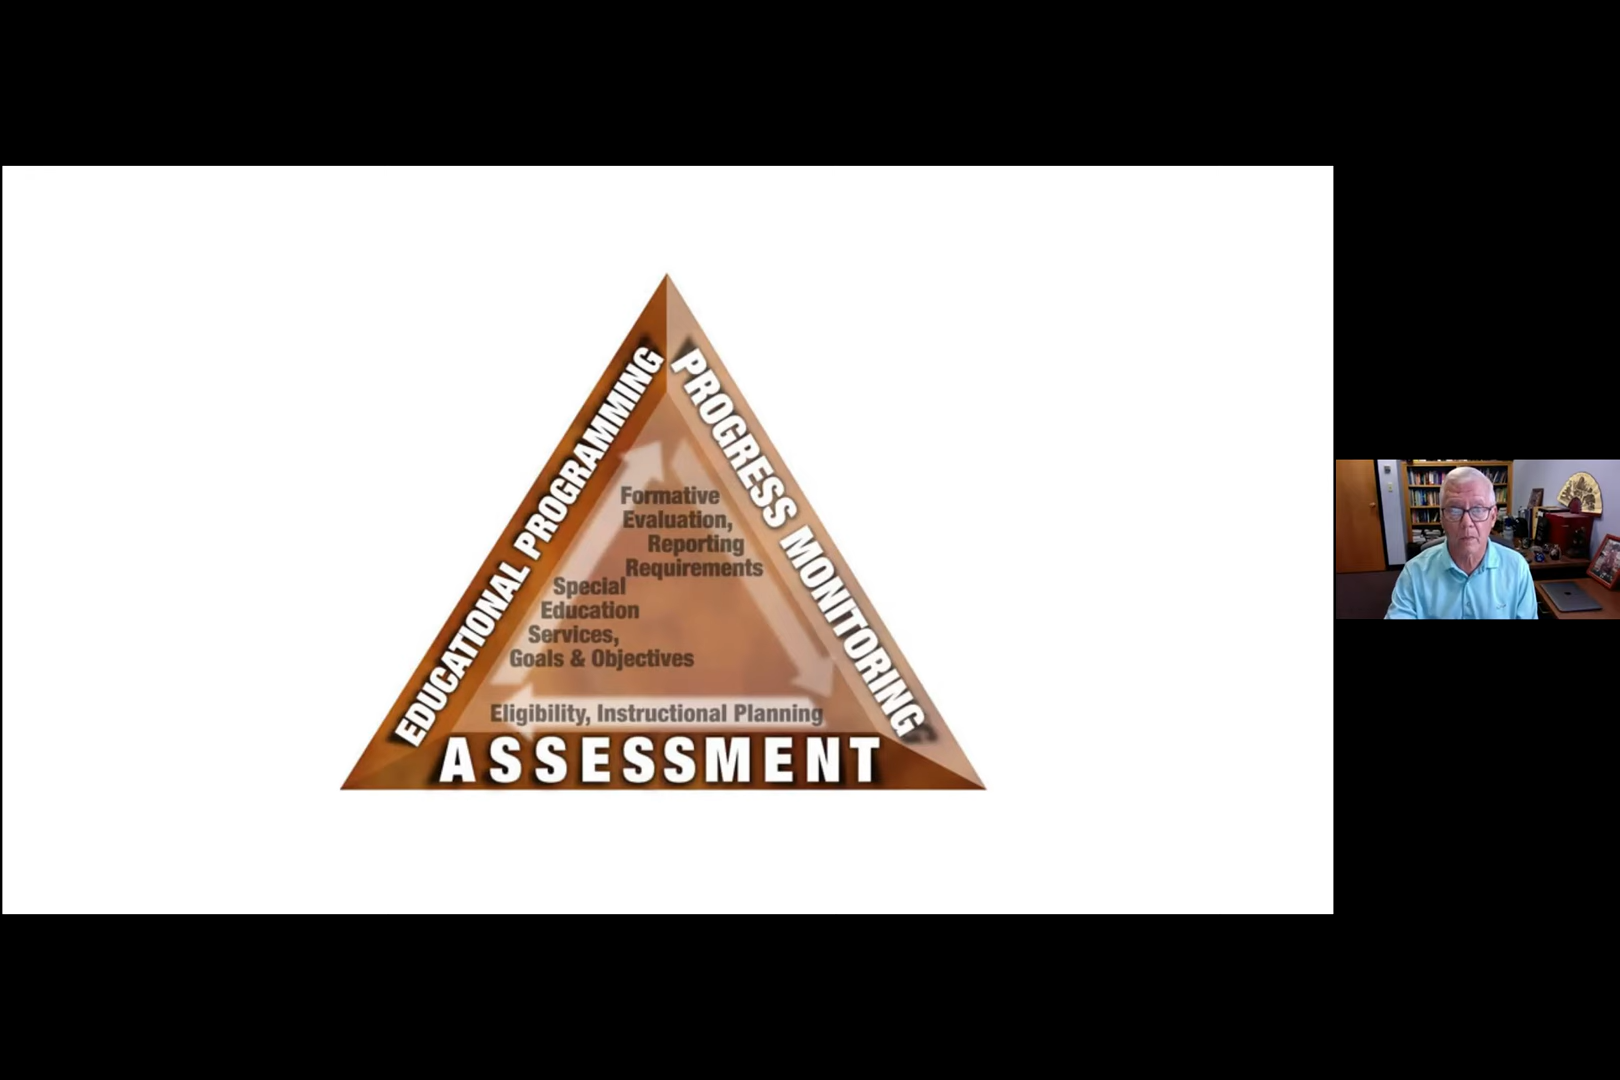 EDUCATIONAL PROGRAMMING
PROGRESS MONITORING
Formative
Evaluation,
Reporting
Requirements
Special
Education
Services,
Goals & Objectives
Eligibility, Instructional Planning
ASSESSMENT